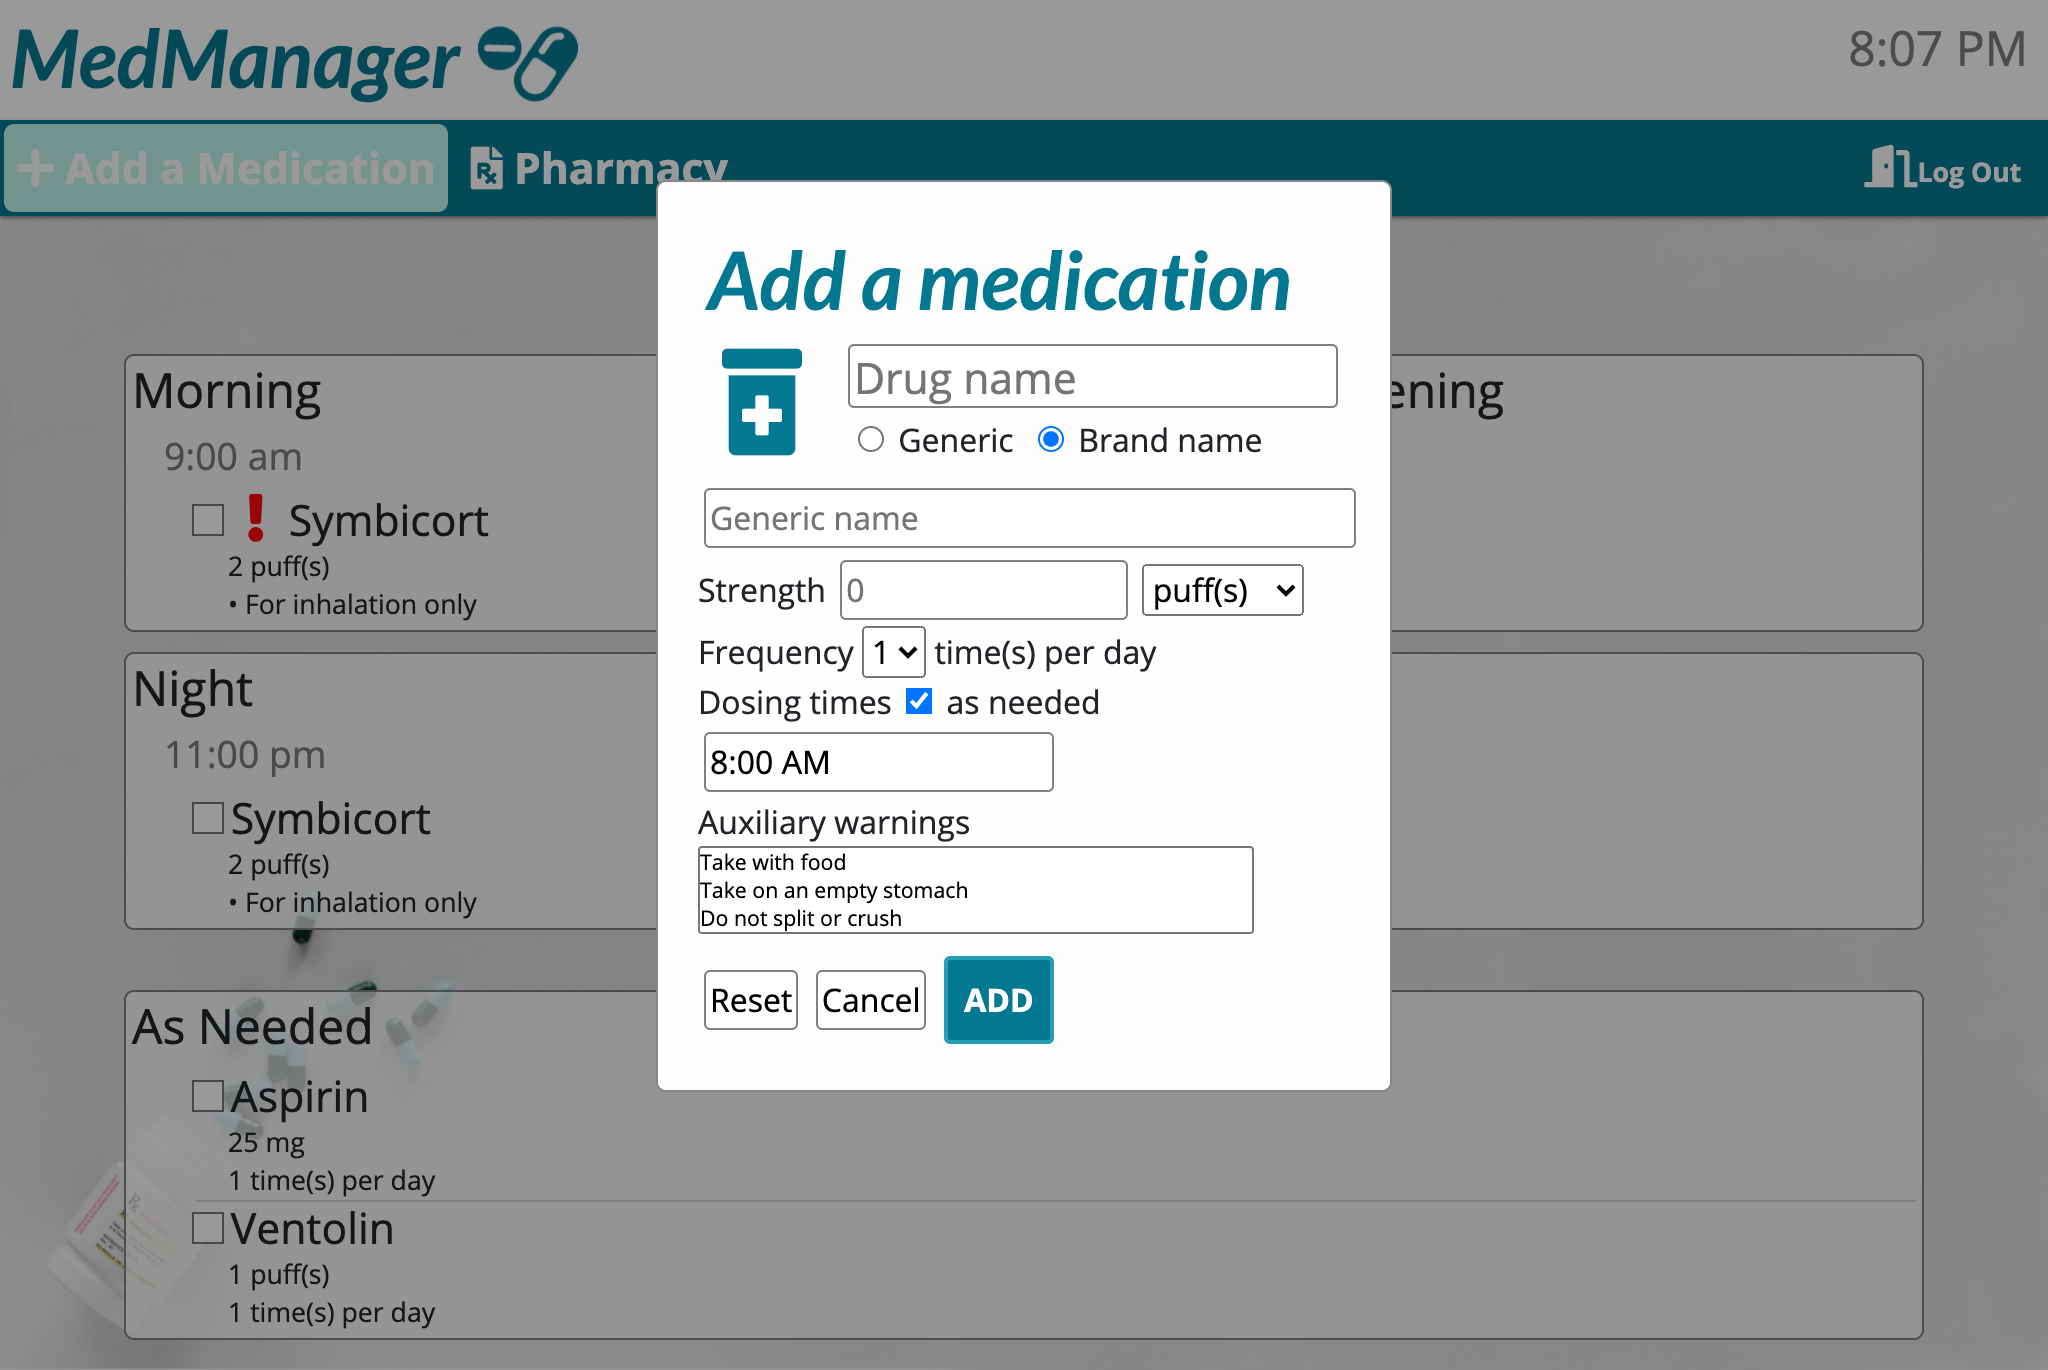 MedManager
8:07 PM
Add a Medication
Pharmacy
Log Out
Add a medication
Drug name
Generic
Brand name
Generic name
Strength 0 puff(s)
Frequency 1 time(s) per day
Dosing times as needed
8:00 AM
Auxiliary warnings
Take with food
Take on an empty stomach
Do not split or crush
Reset
Cancel
ADD
Morning
9:00 am
! Symbicort
2 puff(s)
• For inhalation only
ening
Night
11:00 pm
Symbicort
2 puff(s)
• For inhalation only
As Needed
Aspirin
25 mg
1 time(s) per day
Ventolin
1 puff(s)
1 time(s) per day